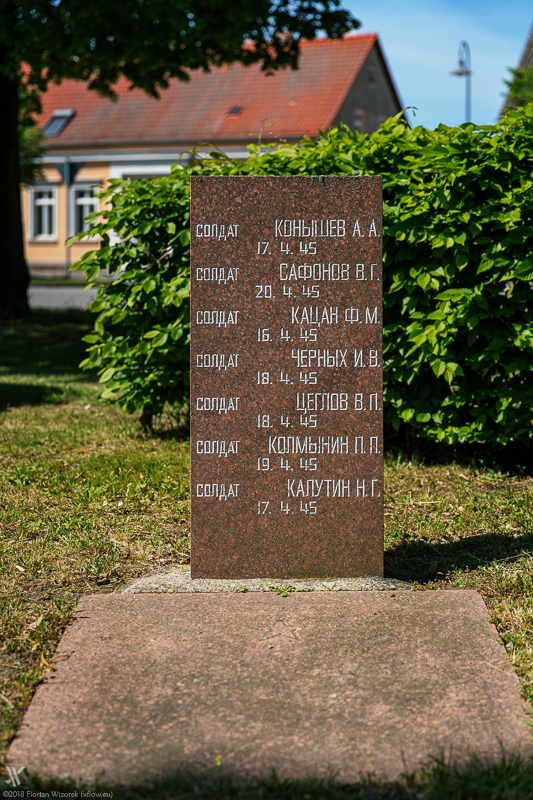 СОЛДАТ КОНЫШЕВ А. А.
17. 4. 45
СОЛДАТ САФОНОВ В. Г.
20. 4. 45
СОЛДАТ КАЦАН Ф. М.
16. 4. 45
СОЛДАТ ЧЕРНЫХ И. В.
18. 4. 45
СОЛДАТ ЦЕГЛОВ В. П.
18. 4. 45
СОЛДАТ КОЛМЫНИН П. П.
19. 4. 45
СОЛДАТ КАЛУТИН Н. Г.
17. 4. 45
©2018 Florian Wizorek (xflow.eu)